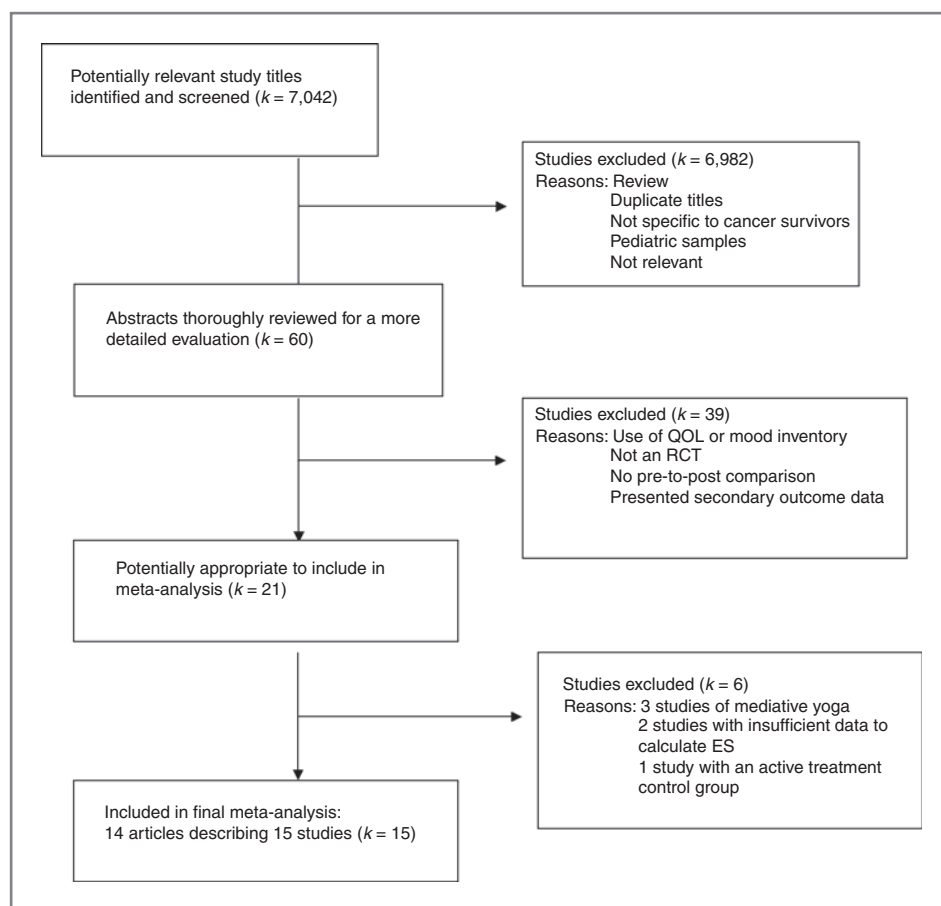 Potentially relevant study titles
identified and screened (k = 7,042)
Studies excluded (k = 6,982)
Reasons: Review
Duplicate titles
Not specific to cancer survivors
Pediatric samples
Not relevant
Abstracts thoroughly reviewed for a more
detailed evaluation (k = 60)
Studies excluded (k = 39)
Reasons: Use of QOL or mood inventory
Not an RCT
No pre-to-post comparison
Presented secondary outcome data
Potentially appropriate to include in
meta-analysis (k = 21)
Studies excluded (k = 6)
Reasons: 3 studies of mediative yoga
2 studies with insufficient data to
calculate ES
1 study with an active treatment
control group
Included in final meta-analysis:
14 articles describing 15 studies (k = 15)